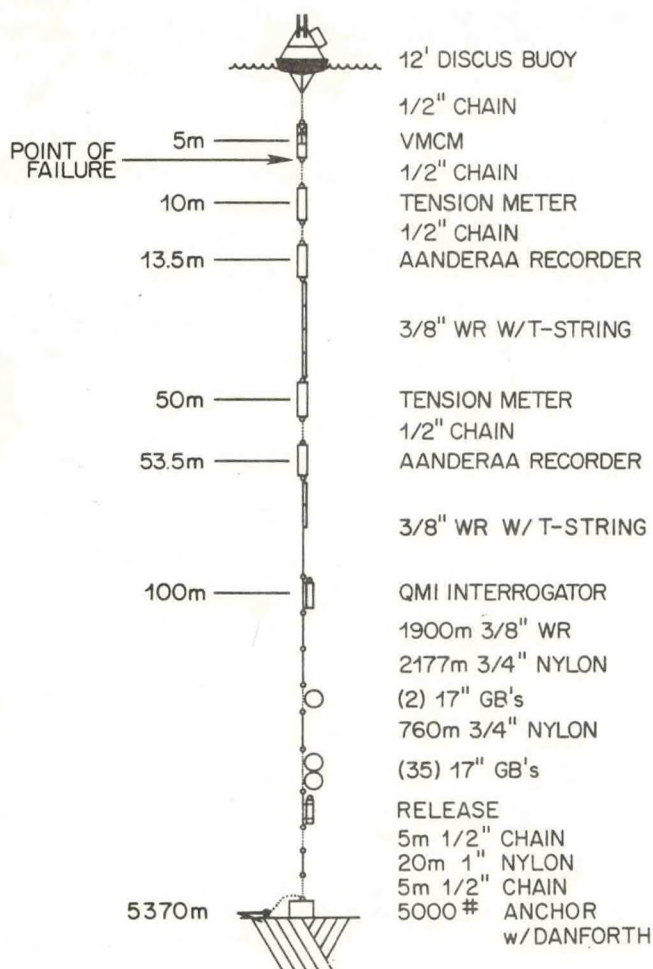 12' DISCUS BUOY
1/2" CHAIN
5m VMCM
POINT OF
FAILURE
1/2" CHAIN
10m TENSION METER
1/2" CHAIN
13.5m AANDERAA RECORDER
3/8" WR W/T-STRING
50m TENSION METER
1/2" CHAIN
53.5m AANDERAA RECORDER
3/8" WR W/T-STRING
100m QMI INTERROGATOR
1900m 3/8" WR
2177m 3/4" NYLON
(2) 17" GB's
760m 3/4" NYLON
(35) 17" GB's
RELEASE
5m 1/2" CHAIN
20m 1" NYLON
5m 1/2" CHAIN
5370m 5000# ANCHOR
w/DANFORTH